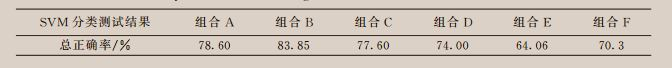 SVM 分类测试结果 组合 A 组合 B 组合 C 组合 D 组合 E 组合 F
总正确率/% 78.60 83.85 77.60 74.00 64.06 70.3